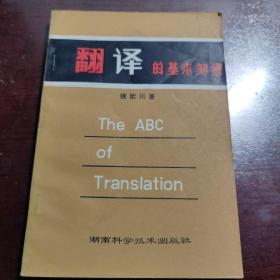 翻译的基本知识
钱歌川著
The ABC
of
Translation
湖南科学技术出版社